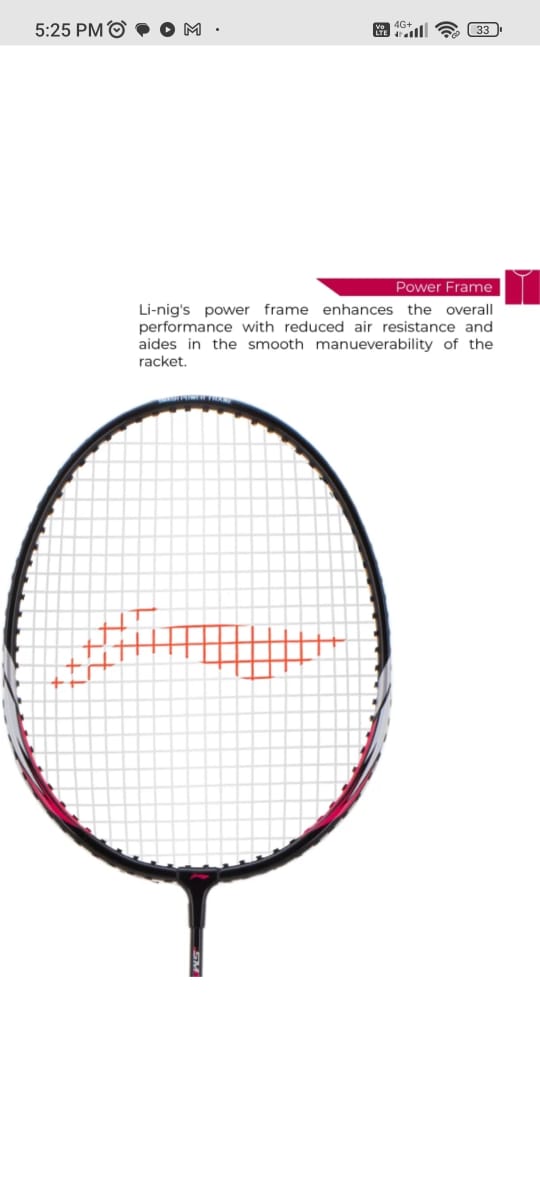 5:25 PM
Vo LTE 4G+ 33
Power Frame
Li-nig's power frame enhances the overall
performance with reduced air resistance and
aides in the smooth manueverability of the
racket.